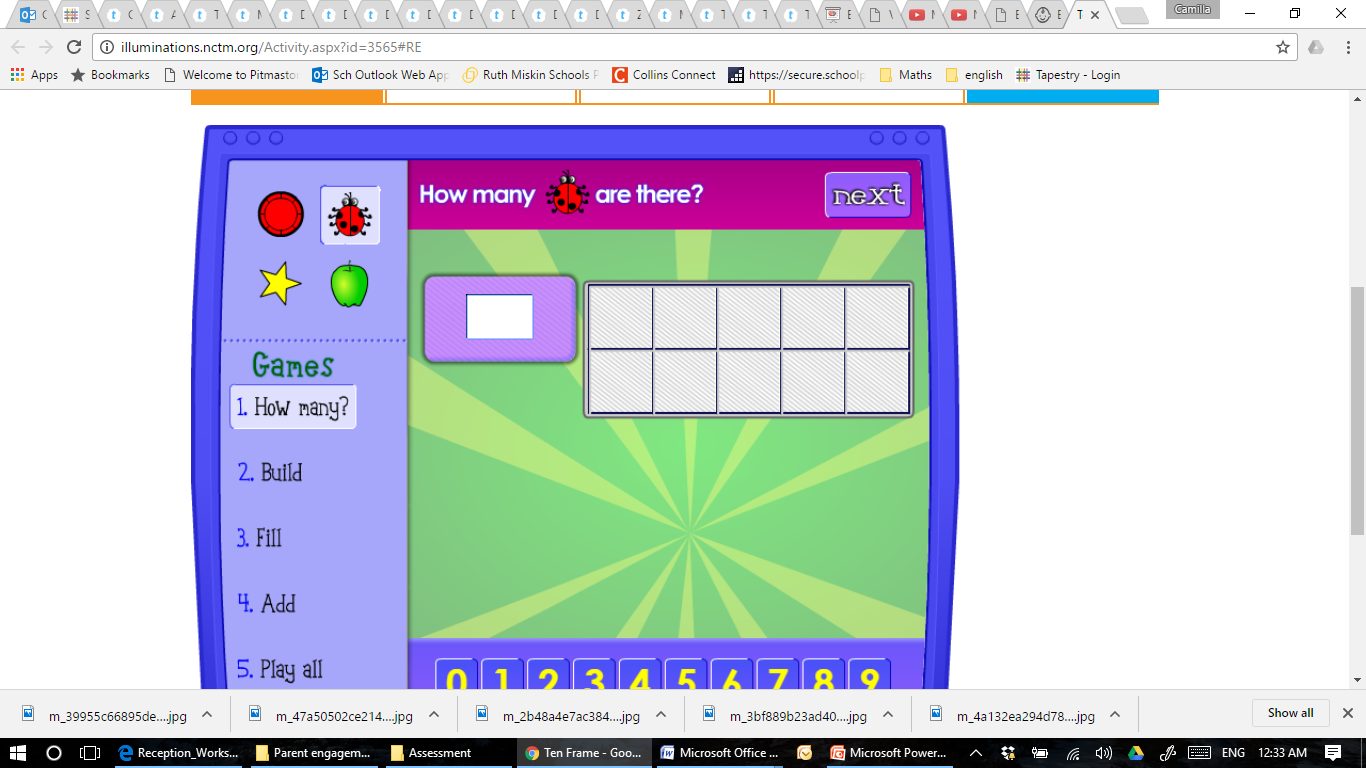 Camilla
illuminations.nctm.org/Activity.aspx?id=3565#RE
Apps Bookmarks Welcome to Pitmasto Sch Outlook Web App Ruth Miskin Schools Collins Connect https://secure.schoolp Maths english Tapestry - Login
How many are there?
next
Games
1. How many?
2. Build
3. Fill
4. Add
5. Play all
0 1 2 3 4 5 6 7 8 9
m_39955c66895de....jpg m_47a50502ce214....jpg m_2b48a4e7ac384....jpg m_3bf889b23ad40....jpg m_4a132ea294d78....jpg Show all
Reception_Works... Parent engagem... Assessment Ten Frame - Goo... Microsoft Office ... Microsoft Power... ENG 12:33 AM